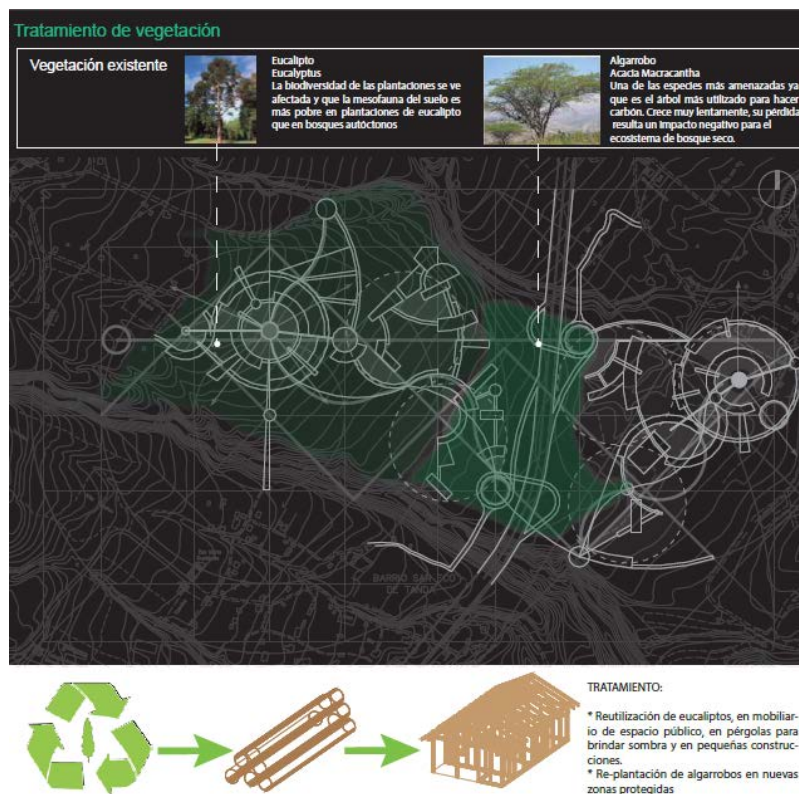 Tratamiento de vegetación
Vegetación existente
Eucalipto
Eucalyptus
La biodiversidad de las plantaciones se ve
afectada y que la mesofauna del suelo es
más pobre en plantaciones de eucalipto
que en bosques autóctonos
Algarrobo
Acacia Macracantha
Una de las especies más amenazadas ya
que es el árbol más utilizado para hacer
carbón. Crece muy lentamente, su pérdida
resulta un impacto negativo para el
ecosistema de bosque seco.
BARRIO SAN FCO
DE TANDA
TRATAMIENTO:
* Reutilización de eucaliptos, en mobiliar-
io de espacio público, en pérgolas para
brindar sombra y en pequeñas construc-
ciones.
* Re-plantación de algarrobos en nuevas
zonas protegidas